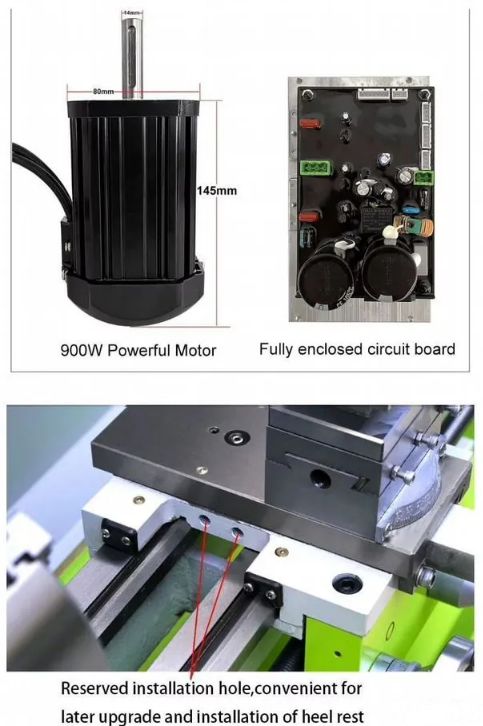 14mm
80mm
145mm
900W Powerful Motor
Fully enclosed circuit board
Reserved installation hole,convenient for
later upgrade and installation of heel rest